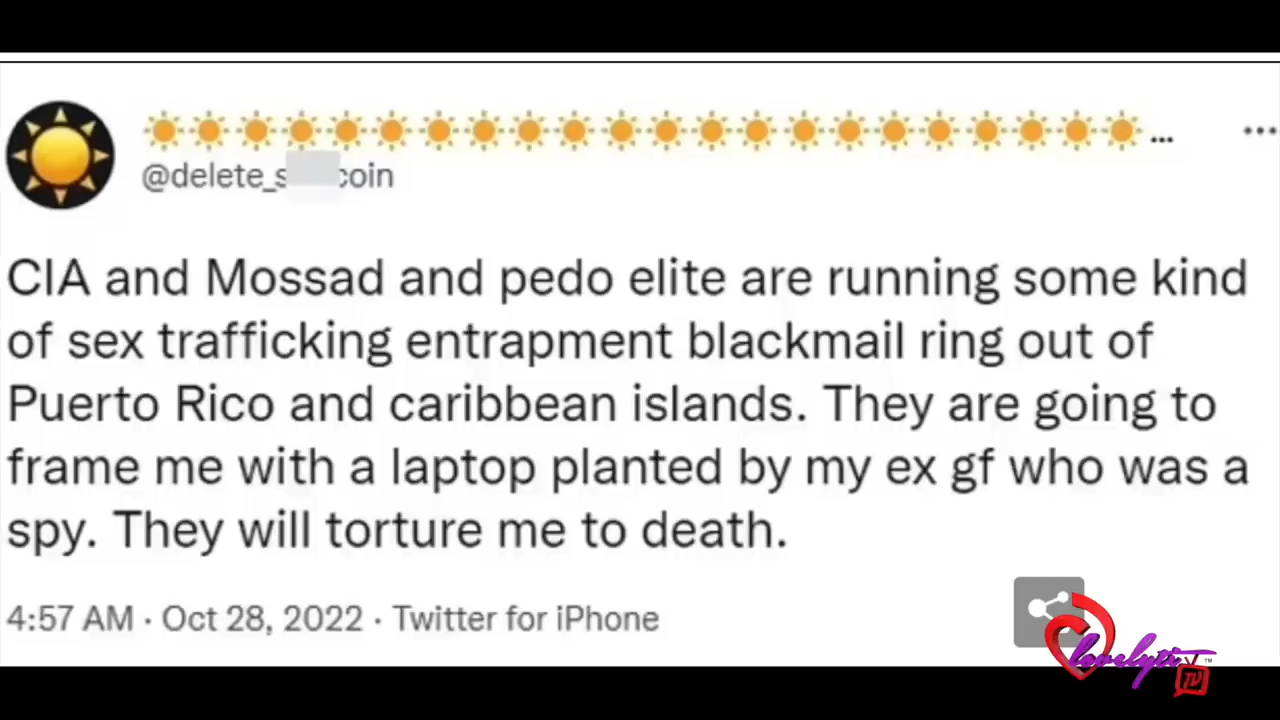 ...
@delete_s coin
CIA and Mossad and pedo elite are running some kind
of sex trafficking entrapment blackmail ring out of
Puerto Rico and caribbean islands. They are going to
frame me with a laptop planted by my ex gf who was a
spy. They will torture me to death.
4:57 AM · Oct 28, 2022 · Twitter for iPhone
lovelyti
TV